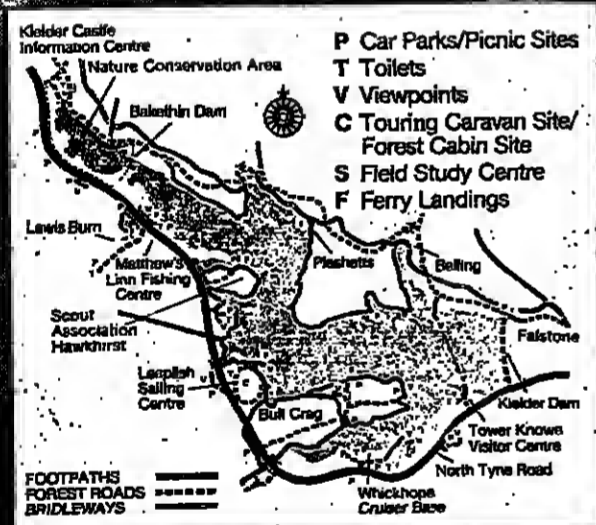 Kielder Castle
Information Centre
Nature Conservation Area
Bakethin Dam
P Car Parks/Picnic Sites
T Toilets
V Viewpoints
C Touring Caravan Site/
Forest Cabin Site
S Field Study Centre
F Ferry Landings
Lewis Burn
Matthew's
Linn Fishing
Centre
Plashetts
Belling
Falstone
Scout
Association
Hawkhirst
Leaplish
Sailing
Centre
Bull Crag
Kielder Dam
Tower Knowe
Visitor Centre
North Tyne Road
Whickhope
Cruiser Base
FOOTPATHS
FOREST ROADS
BRIDLEWAYS